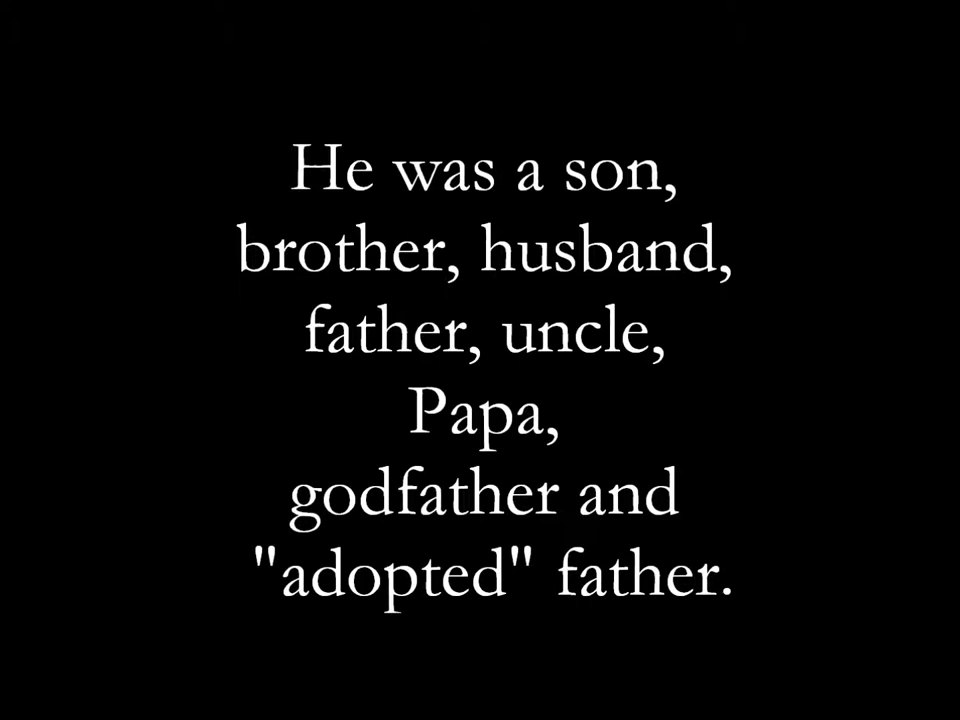 He was a son,
brother, husband,
father, uncle,
Papa,
godfather and
"adopted" father.